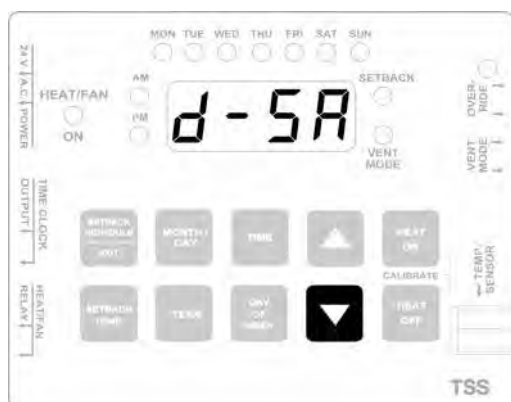 MON TUE WED THU FRI SAT SUN
24 V A.C. POWER
HEAT/FAN
ON
AM
PM
d-SA
SETBACK
VENT
MODE
OVER-
RIDE
VENT
MODE
TIME CLOCK
OUTPUT
SETBACK
SCHEDULE
MONTH /
DAY
TIME
HEAT
ON
CALIBRATE
SETBACK
TEMP
YEAR
DAY
OF
WEEK
HEAT
OFF
TEMP.
SENSOR
HEAT/FAN
RELAY
TSS